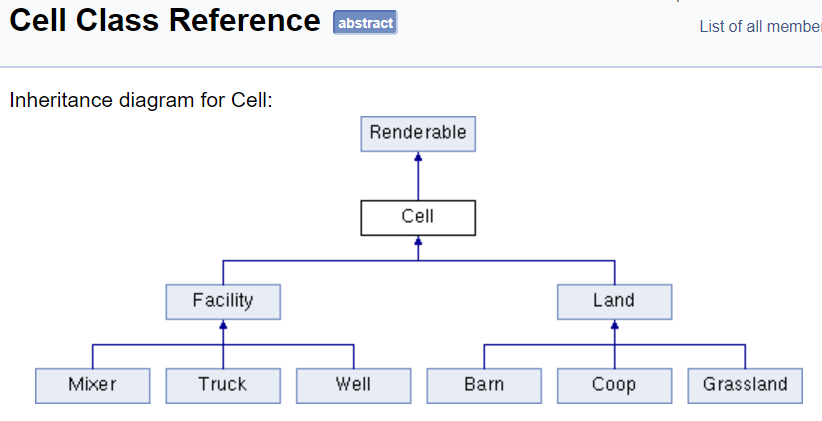 Cell Class Reference abstract
List of all member
Inheritance diagram for Cell:
Renderable
Cell
Facility Land
Mixer Truck Well Barn Coop Grassland